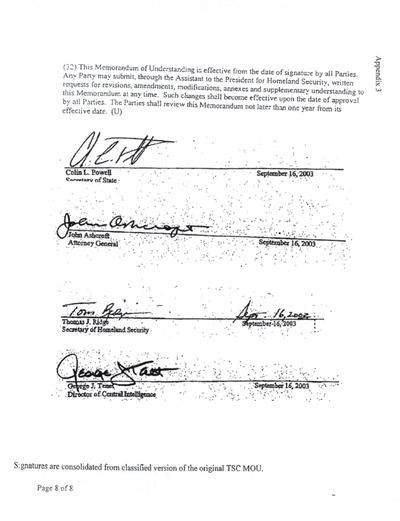 (32) This Memorandum of Understanding is effective from the date of signature by all Parties.
Any Party may submit, through the Assistant to the President for Homeland Security, written
requests for revisions, amendments, modifications, annexes and supplementary understanding to
this Memorandum at any time. Such changes shall become effective upon the date of approval
by all Parties. The Parties shall review this Memorandum not later than one year from its
effective date. (U)
Appendix 3
Colin L. Powell
Secretary of State
September 16, 2003
John Ashcroft
John Ashcroft
Attorney General
September 16, 2003
Tom Ridge
Thomas J. Ridge
Secretary of Homeland Security
Sep. 16, 2003
September 16, 2003
George J Tenet
George J. Tenet
Director of Central Intelligence
September 16, 2003
S:gnatures are consolidated from classified version of the original TSC MOU.
Page 8 of 8